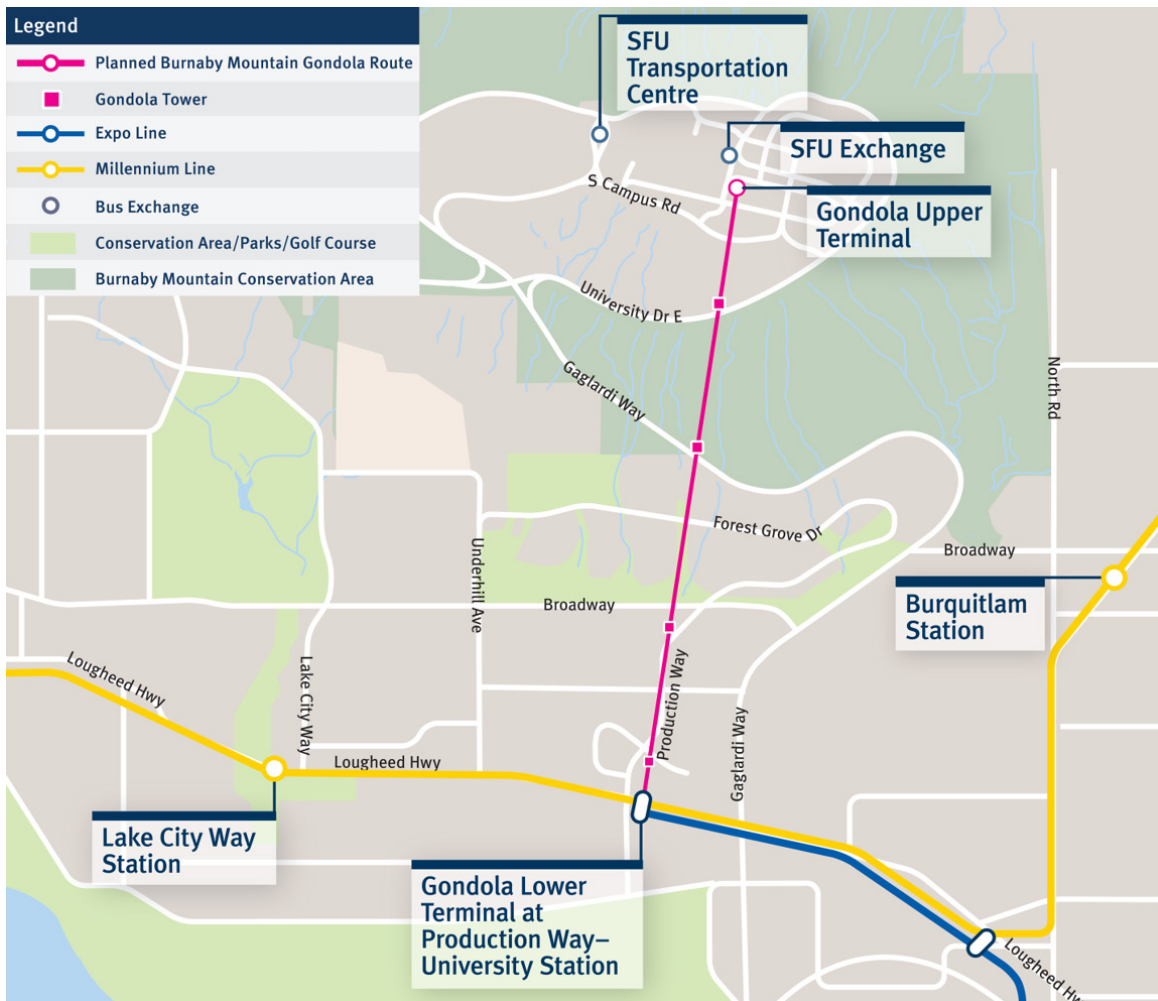 Legend
Planned Burnaby Mountain Gondola Route
Gondola Tower
Expo Line
Millennium Line
Bus Exchange
Conservation Area/Parks/Golf Course
Burnaby Mountain Conservation Area
SFU
Transportation
Centre
SFU Exchange
Gondola Upper
Terminal
S Campus Rd
University Dr E
Gaglardi Way
North Rd
Forest Grove Dr
Broadway
Underhill Ave
Broadway
Burquitlam
Station
Lougheed Hwy
Lake City Way
Production Way
Gaglardi Way
Lougheed Hwy
Lake City Way
Station
Gondola Lower
Terminal at
Production Way–
University Station
Lougheed Hw